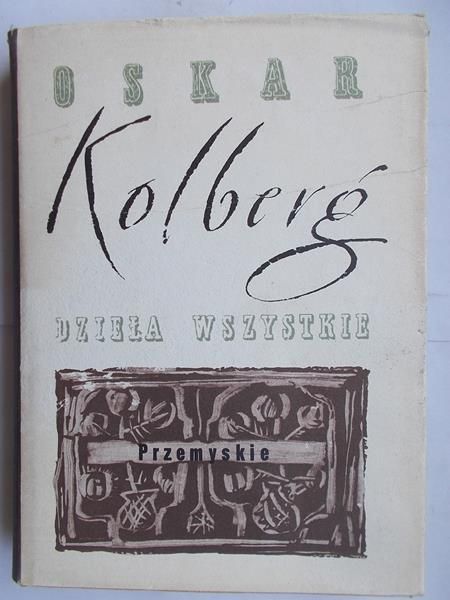 OSKAR
Kolberg
DZIEŁA WSZYSTKIE
Przemyskie